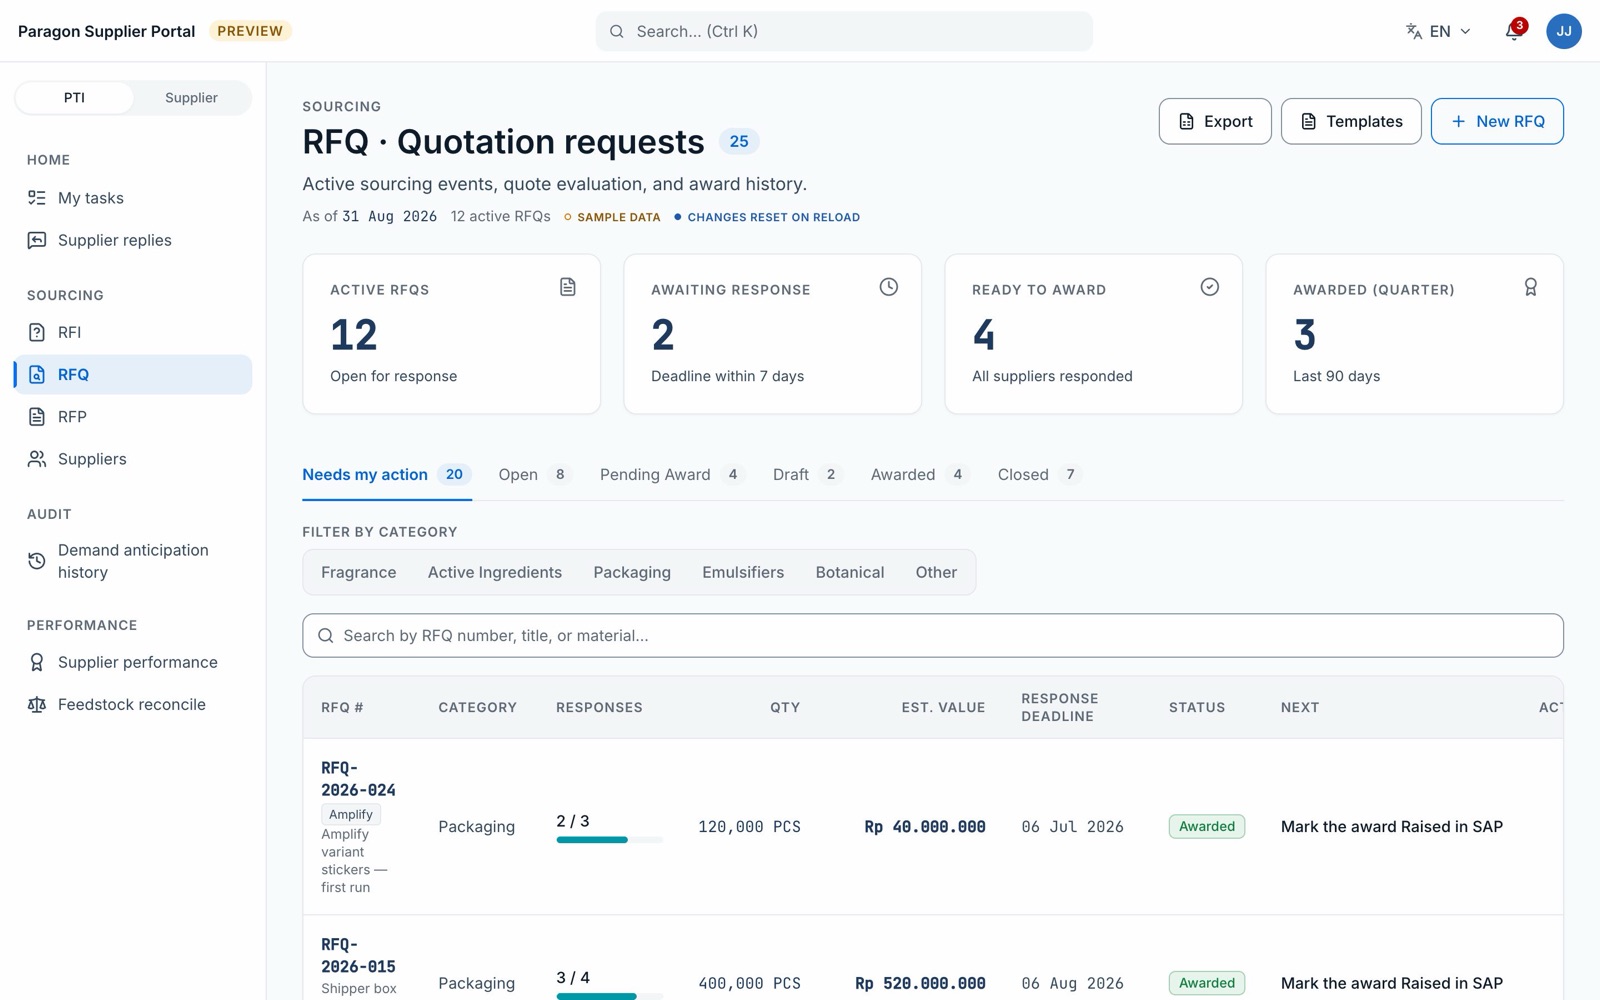 Paragon Supplier Portal PREVIEW
Search... (Ctrl K)
EN
3
JJ
PTI Supplier
HOME
My tasks
Supplier replies
SOURCING
RFI
RFQ
RFP
Suppliers
AUDIT
Demand anticipation
history
PERFORMANCE
Supplier performance
Feedstock reconcile
SOURCING
RFQ · Quotation requests 25
Active sourcing events, quote evaluation, and award history.
As of 31 Aug 2026 12 active RFQs SAMPLE DATA CHANGES RESET ON RELOAD
Export
Templates
New RFQ
ACTIVE RFQS
12
Open for response
AWAITING RESPONSE
2
Deadline within 7 days
READY TO AWARD
4
All suppliers responded
AWARDED (QUARTER)
3
Last 90 days
Needs my action 20 Open 8 Pending Award 4 Draft 2 Awarded 4 Closed 7
FILTER BY CATEGORY
Fragrance Active Ingredients Packaging Emulsifiers Botanical Other
Search by RFQ number, title, or material...
RFQ # CATEGORY RESPONSES QTY EST. VALUE RESPONSE DEADLINE STATUS NEXT ACT
RFQ-
2026-024
Amplify
Amplify
variant
stickers —
first run
Packaging
2 / 3
120,000 PCS
Rp 40.000.000
06 Jul 2026
Awarded
Mark the award Raised in SAP
RFQ-
2026-015
Shipper box
Packaging
3 / 4
400,000 PCS
Rp 520.000.000
06 Aug 2026
Awarded
Mark the award Raised in SAP